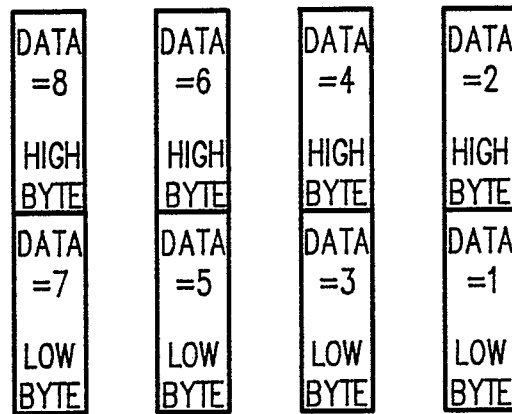 DATA DATA DATA DATA
=8 =6 =4 =2
HIGH HIGH HIGH HIGH
BYTE BYTE BYTE BYTE
DATA DATA DATA DATA
=7 =5 =3 =1
LOW LOW LOW LOW
BYTE BYTE BYTE BYTE